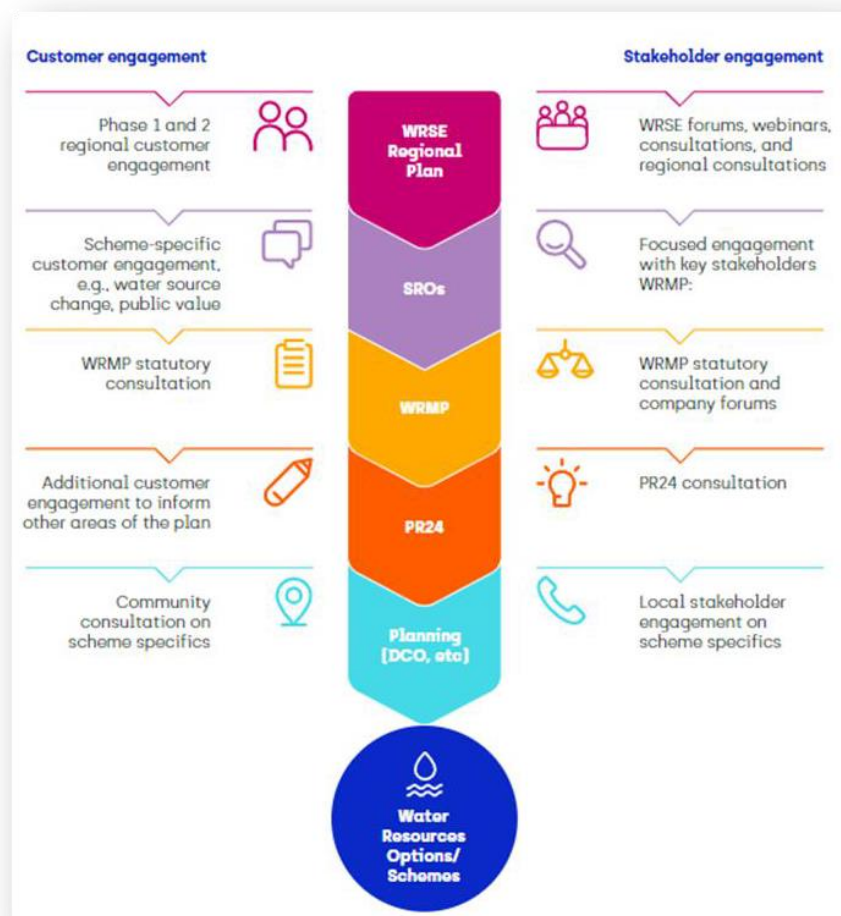 Customer engagement
Stakeholder engagement
Phase 1 and 2
regional customer
engagement
WRSE
Regional
Plan
WRSE forums, webinars,
consultations, and
regional consultations
Scheme-specific
customer engagement,
e.g., water source
change, public value
SROs
Focused engagement
with key stakeholders
WRMP:
WRMP statutory
consultation
WRMP
WRMP statutory
consultation and
company forums
Additional customer
engagement to inform
other areas of the plan
PR24
PR24 consultation
Community
consultation on
scheme specifics
Planning
(DCO, etc)
Local stakeholder
engagement on
scheme specifics
Water
Resources
Options/
Schemes